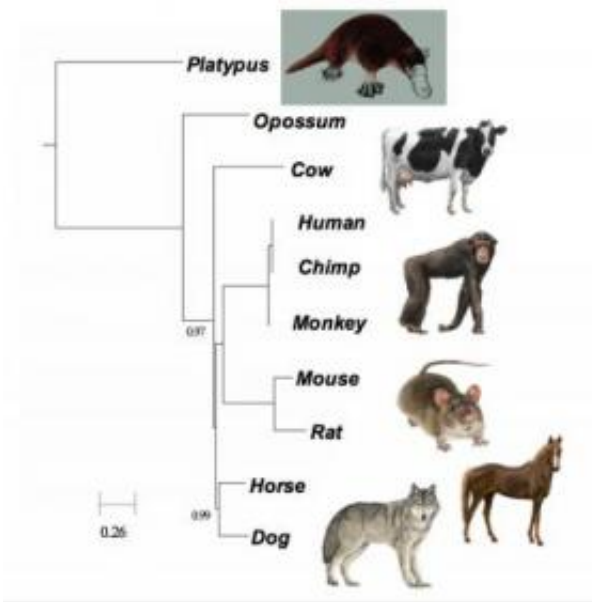 Platypus
Opossum
Cow
Human
Chimp
Monkey
0.97
Mouse
Rat
Horse
0.99
Dog
0.26